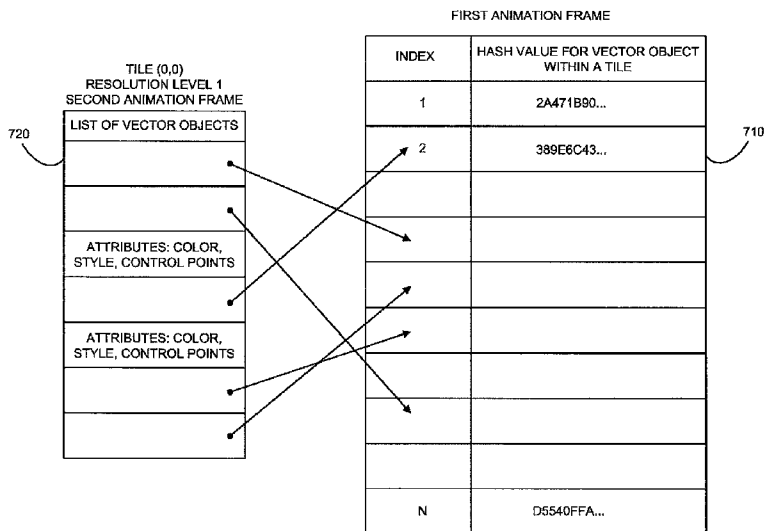 FIRST ANIMATION FRAME
TILE (0,0)
RESOLUTION LEVEL 1
SECOND ANIMATION FRAME
720
LIST OF VECTOR OBJECTS
ATTRIBUTES: COLOR,
STYLE, CONTROL POINTS
ATTRIBUTES: COLOR,
STYLE, CONTROL POINTS
INDEX
HASH VALUE FOR VECTOR OBJECT
WITHIN A TILE
1
2A471B90...
2
389E6C43...
710
N
D5540FFA...